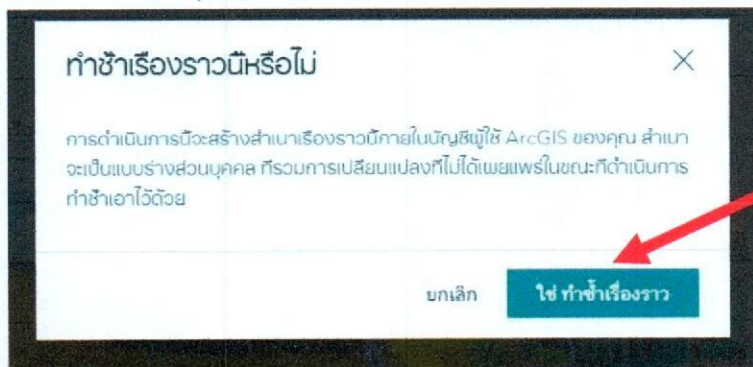 ทำซ้ำเรื่องราวนี้หรือไม่
การดำเนินการนี้จะสร้างสำเนาเรื่องราวนี้ภายในบัญชีผู้ใช้ ArcGIS ของคุณ สำเนา
จะเป็นแบบร่างส่วนบุคคล ที่รวมการเปลี่ยนแปลงที่ไม่ได้เผยแพร่ในขณะที่ดำเนินการ
ทำซ้ำเอาไว้ด้วย
ยกเลิก
ใช่ ทำซ้ำเรื่องราว